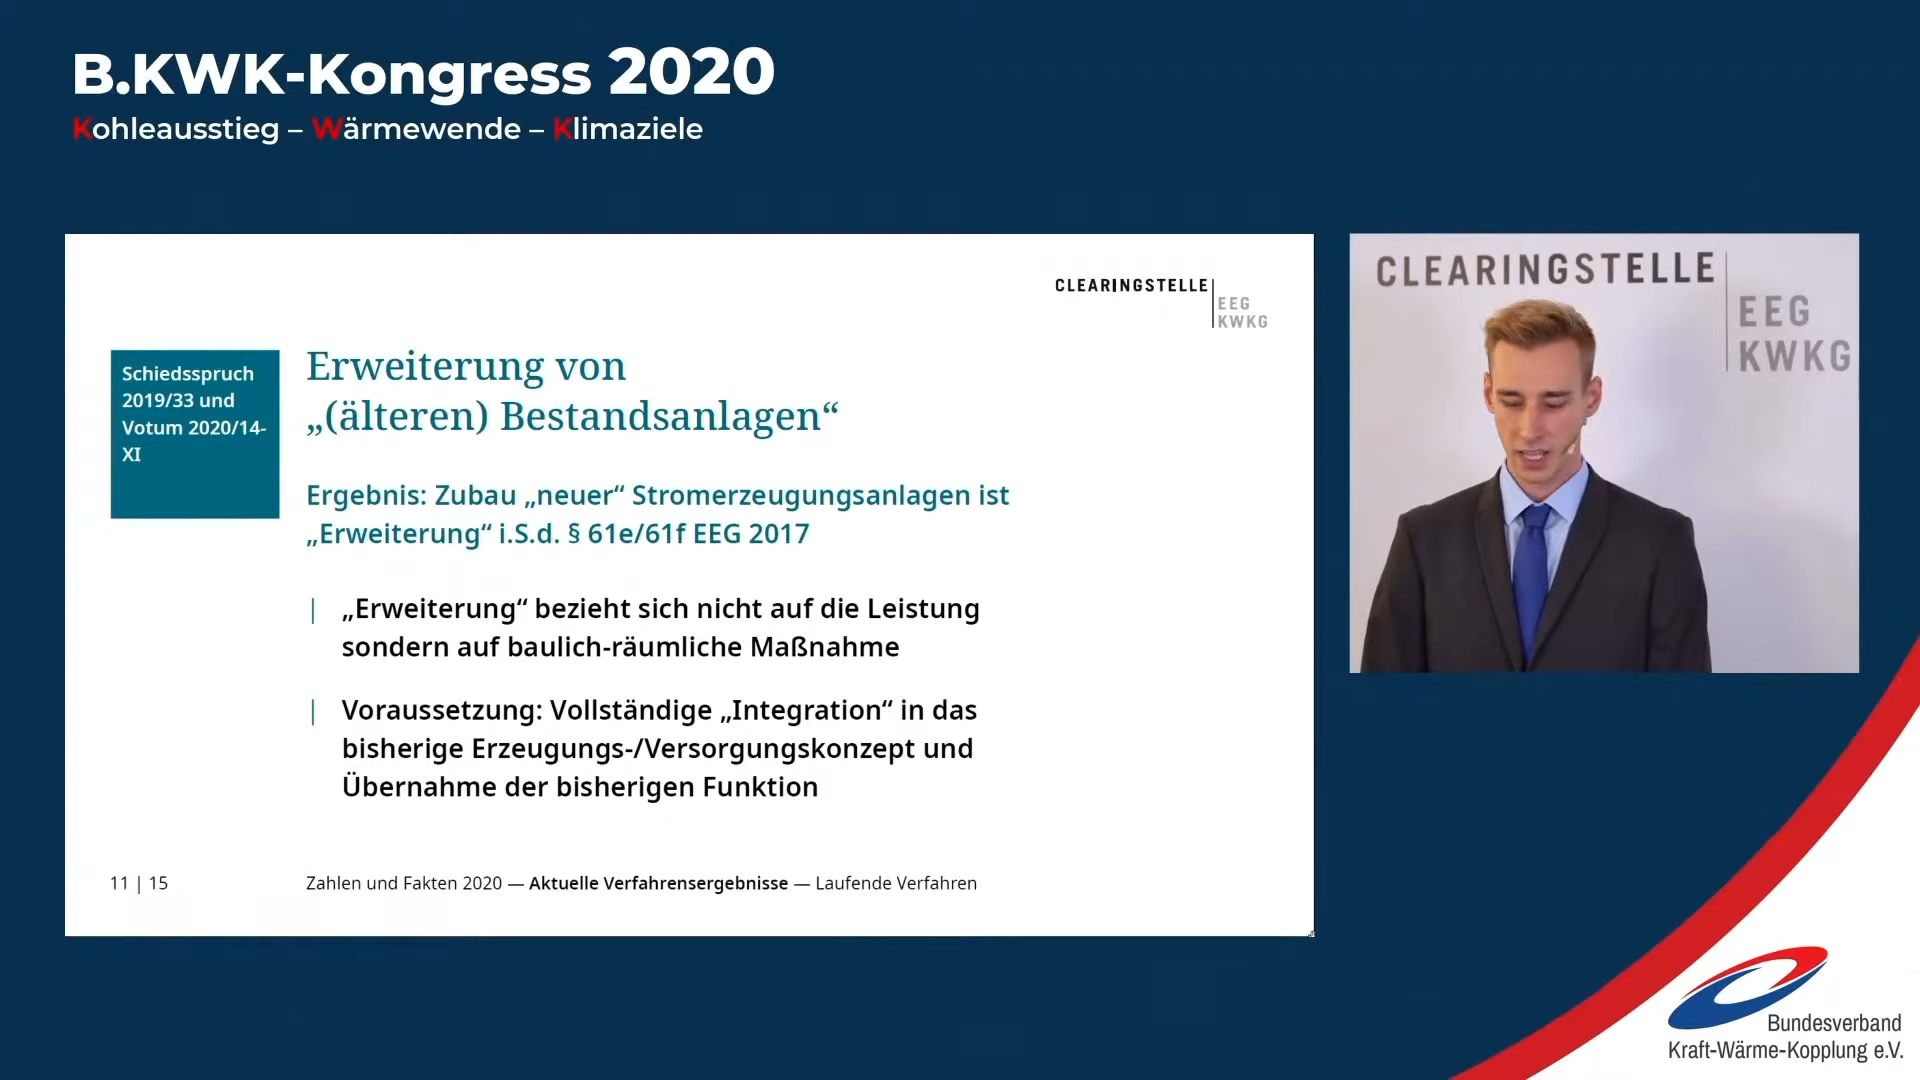 B.KWK-Kongress 2020
Kohleausstieg – Wärmewende – Klimaziele
CLEARINGSTELLE
EEG
KWKG
Schiedsspruch
2019/33 und
Votum 2020/14-
XI
Erweiterung von
„(älteren) Bestandsanlagen“
Ergebnis: Zubau „neuer“ Stromerzeugungsanlagen ist
„Erweiterung“ i.S.d. § 61e/61f EEG 2017
| „Erweiterung“ bezieht sich nicht auf die Leistung
sondern auf baulich-räumliche Maßnahme
| Voraussetzung: Vollständige „Integration“ in das
bisherige Erzeugungs-/Versorgungskonzept und
Übernahme der bisherigen Funktion
11 | 15
Zahlen und Fakten 2020 — Aktuelle Verfahrensergebnisse — Laufende Verfahren
CLEARINGSTELLE
EEG
KWKG
Bundesverband
Kraft-Wärme-Kopplung e.V.